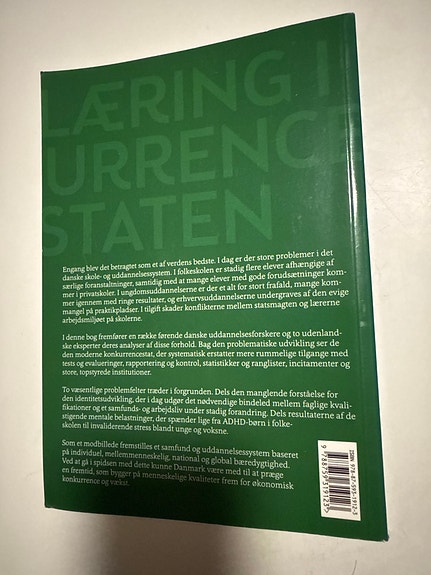 LÆRING I
URRENC
STATEN
Engang blev det betragtet som et af verdens bedste. I dag er der store problemer i det
danske skole- og uddannelsessystem. I folkeskolen er stadig flere elever afhængige af
særlige foranstaltninger, samtidig med at mange elever med gode forudsætninger kom-
mer i privatskoler. I ungdomsuddannelserne er der et alt for stort frafald, mange kom-
mer igennem med ringe resultater, og erhvervsuddannelserne undergraves af den evige
mangel på praktikpladser. I tilgift skader konflikterne mellem statsmagten og lærerne
arbejdsmiljøet på skolerne.
I denne bog fremfører en række førende danske uddannelsesforskere og to udenland-
ske eksperter deres analyser af disse forhold. Bag den problematiske udvikling ser de
den moderne konkurrencestat, der systematisk erstatter mere rummelige tilgange med
tests og evalueringer, rapportering og kontrol, statistikker og ranglister, incitamenter og
store, topstyrede institutioner.
To væsentlige problemfelter træder i forgrunden. Dels den manglende forståelse for
den identitetsudvikling, der i dag udgør det nødvendige bindeled mellem faglige kvali-
fikationer og et samfunds- og arbejdsliv under stadig forandring. Dels resultaterne af de
stigende mentale belastninger, der spænder lige fra ADHD-børn i folke-
skolen til invaliderende stress blandt unge og voksne.
Som et modbillede fremstilles et samfund og uddannelsessystem baseret
på individuel, mellemmenneskelig, national og global bæredygtighed.
Ved at gå i spidsen med dette kunne Danmark være med til at præge
en fremtid, som bygger på menneskelige kvaliteter frem for økonomisk
konkurrence og vækst.
ISBN 978-87-593-1912-3
9 788759 319123